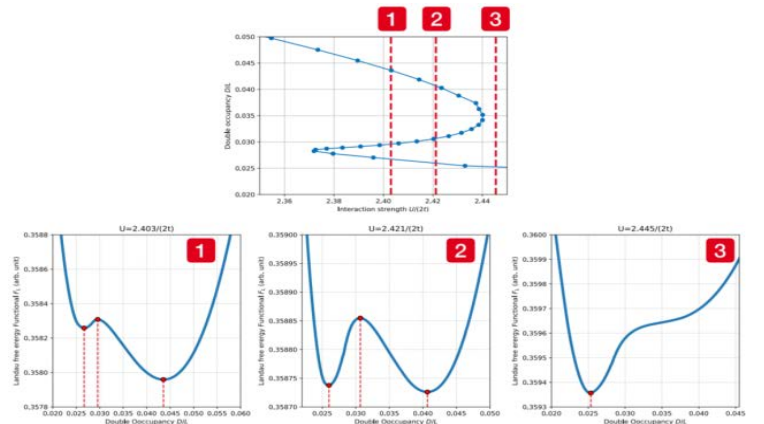 1 2 3
0.050
0.045
0.040
0.035
0.030
0.025
0.020
Double occupancy D/L
2.36 2.38 2.40 2.42 2.44
Interaction strength U/(2t)
U=2.403/(2t)
1
0.3588
0.3586
0.3584
0.3582
0.3580
0.3578
Landau free energy Functional F_L (arb. unit)
0.020 0.025 0.030 0.035 0.040 0.045 0.050 0.055 0.060
Double Ooccupancy D/L
U=2.421/(2t)
2
0.35900
0.35895
0.35890
0.35885
0.35880
0.35875
0.35870
Landau free energy Functional F_L (arb. unit)
0.025 0.030 0.035 0.040 0.045 0.050
Double Ooccupancy D/L
U=2.445/(2t)
3
0.3600
0.3599
0.3598
0.3597
0.3596
0.3595
0.3594
0.3593
Landau free energy Functional F_L (arb. unit)
0.020 0.025 0.030 0.035 0.040 0.045
Double Ooccupancy D/L